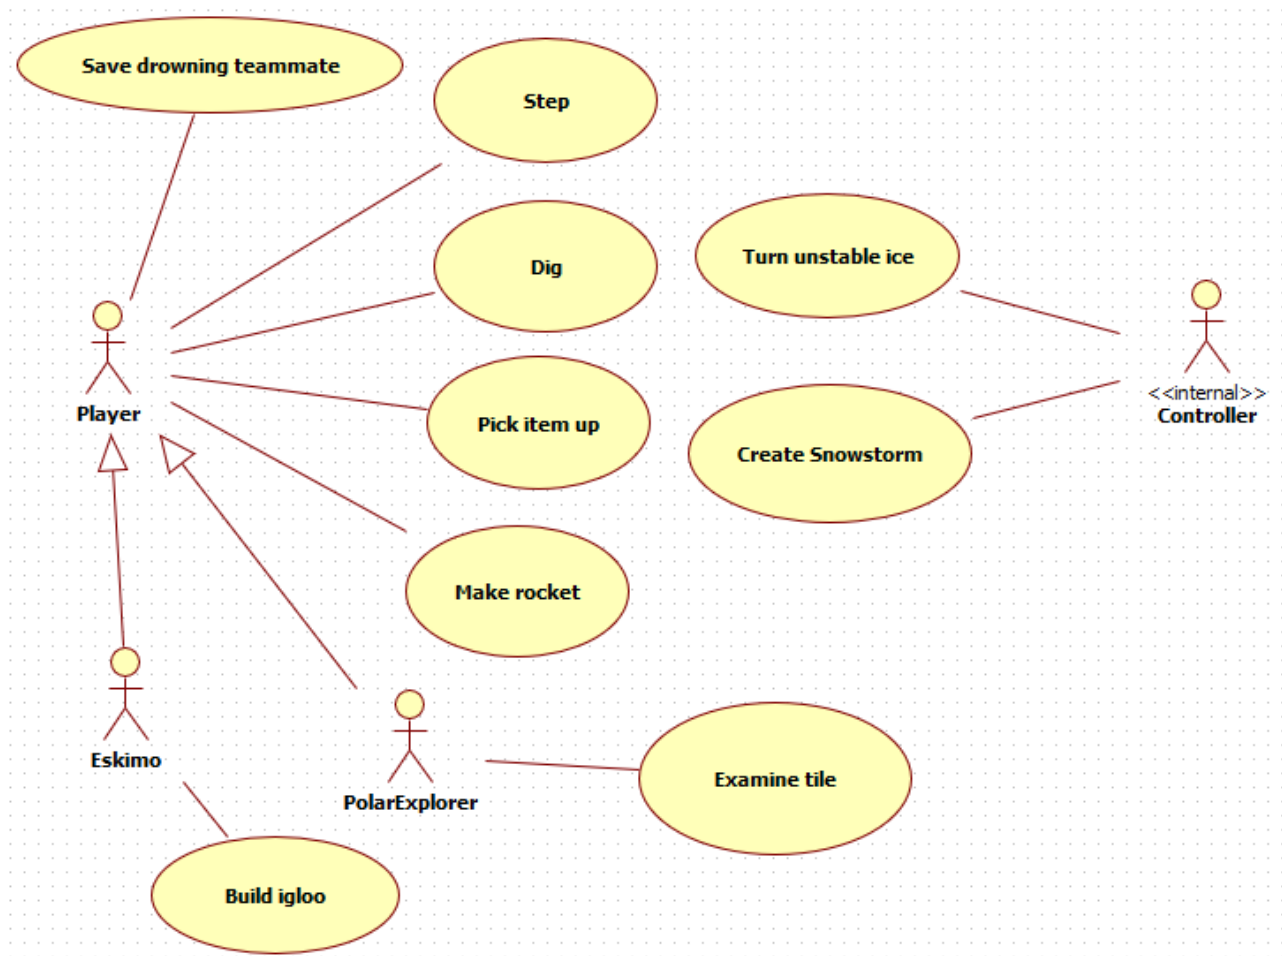 Save drowning teammate
Step
Dig
Turn unstable ice
Player
Pick item up
<<internal>>
Controller
Create Snowstorm
Make rocket
Eskimo
PolarExplorer
Examine tile
Build igloo